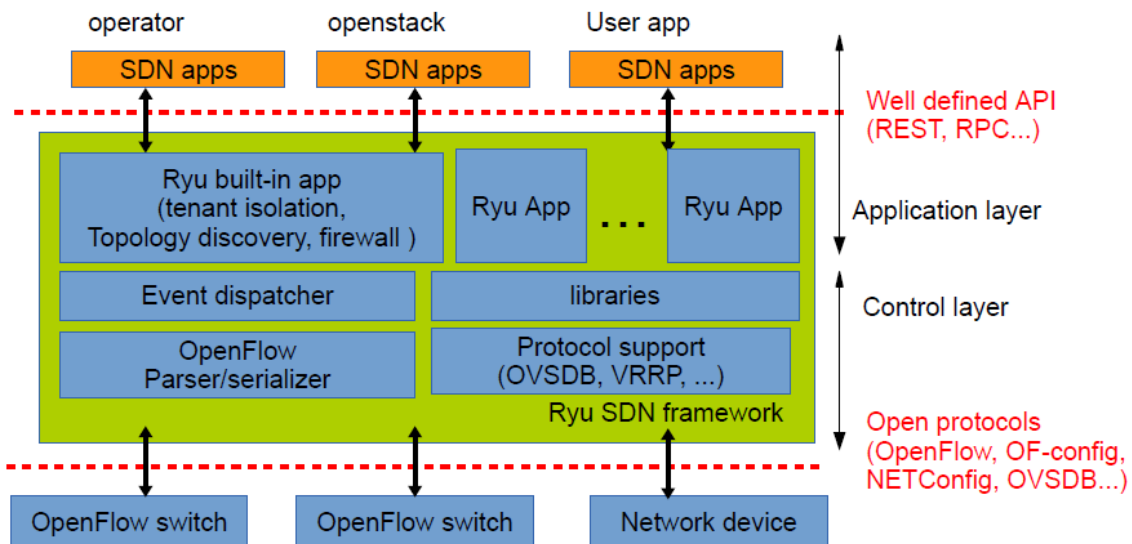 operator
openstack
User app
SDN apps
SDN apps
SDN apps
Well defined API
(REST, RPC...)
Ryu built-in app
(tenant isolation,
Topology discovery, firewall )
Ryu App
...
Ryu App
Application layer
Event dispatcher
libraries
Control layer
OpenFlow
Parser/serializer
Protocol support
(OVSDB, VRRP, ...)
Ryu SDN framework
Open protocols
(OpenFlow, OF-config,
NETConfig, OVSDB...)
OpenFlow switch
OpenFlow switch
Network device